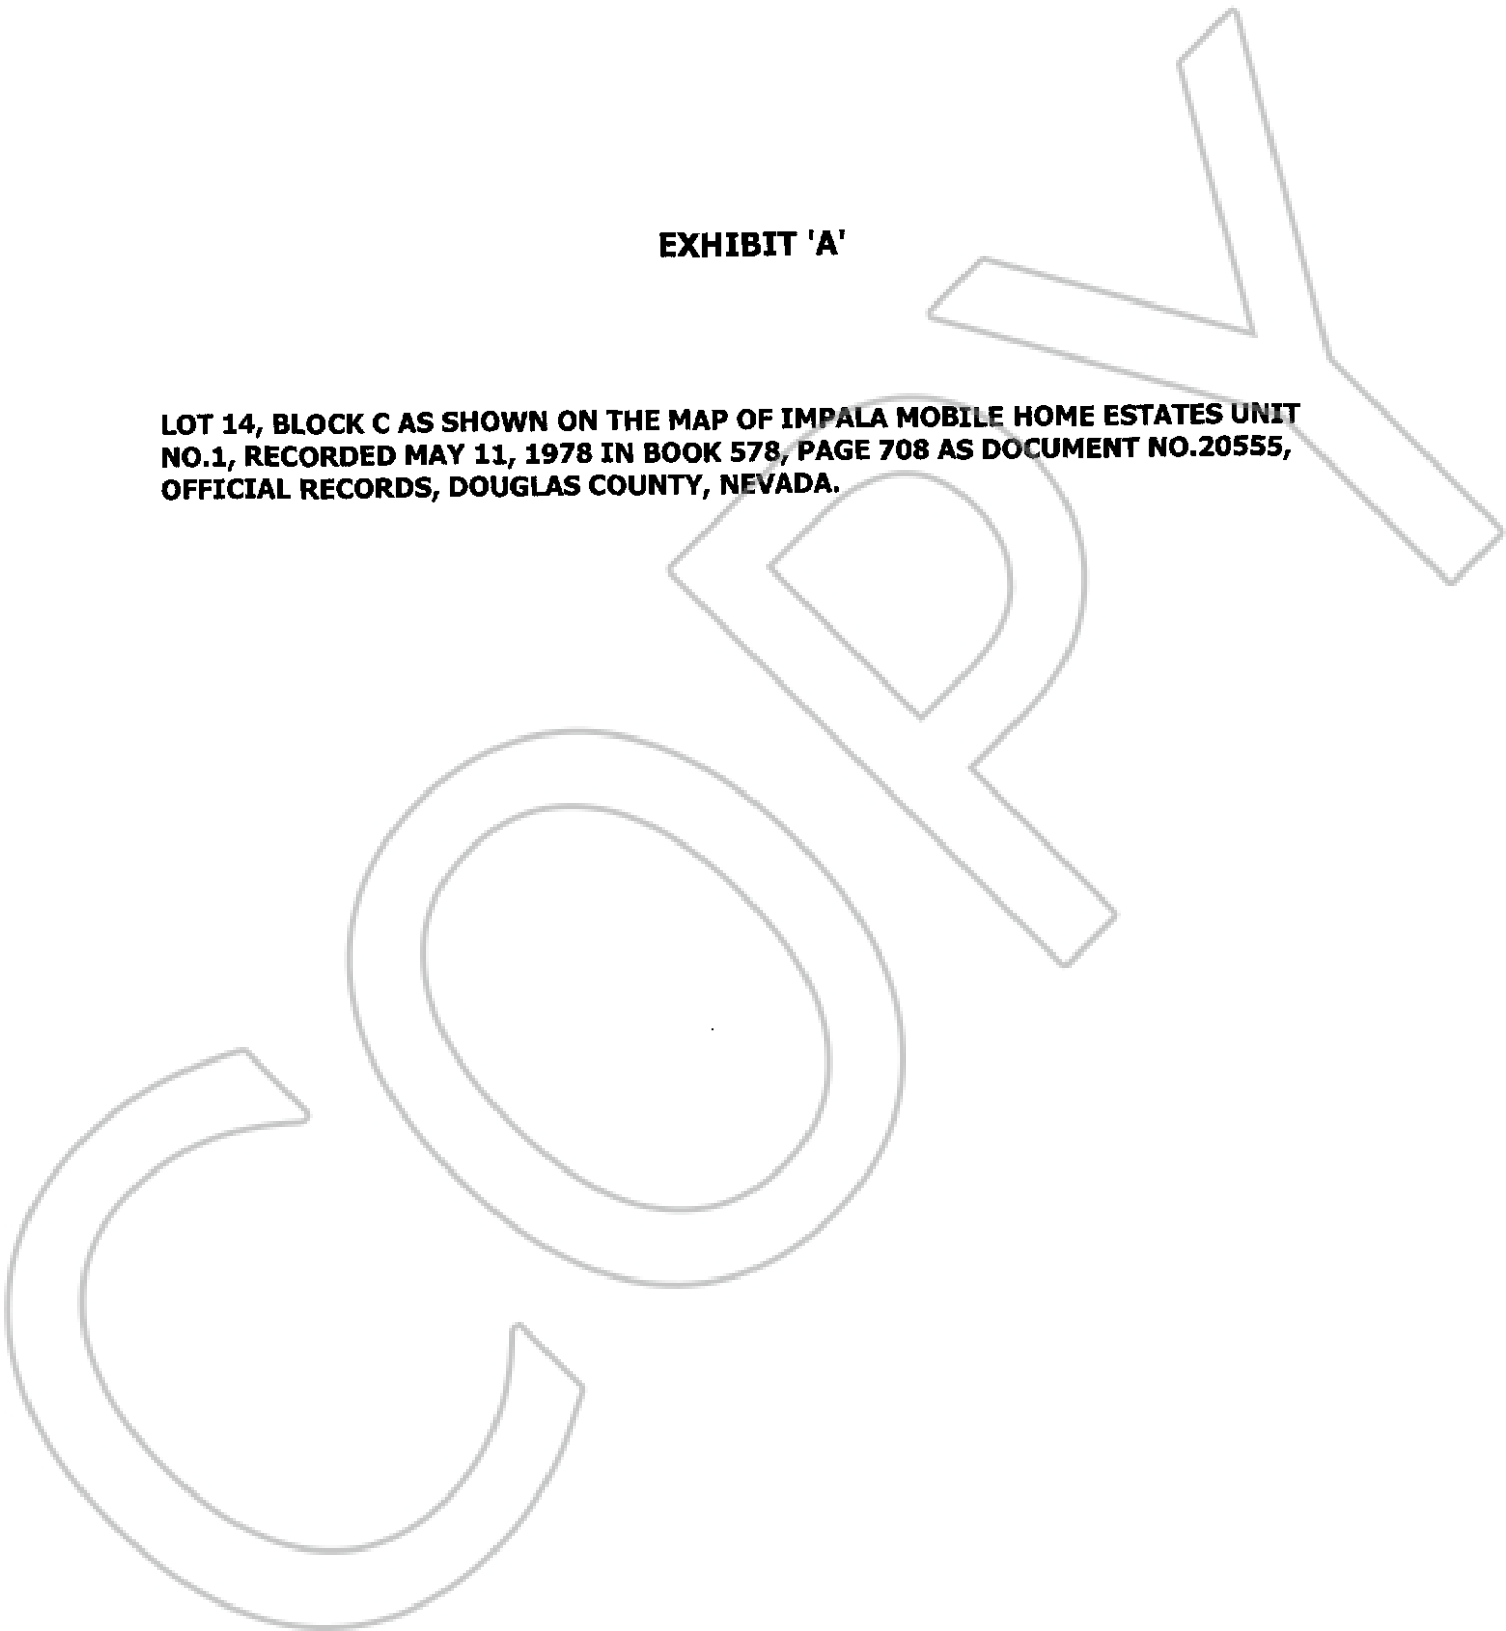 EXHIBIT 'A'
LOT 14, BLOCK C AS SHOWN ON THE MAP OF IMPALA MOBILE HOME ESTATES UNIT
NO.1, RECORDED MAY 11, 1978 IN BOOK 578, PAGE 708 AS DOCUMENT NO.20555,
OFFICIAL RECORDS, DOUGLAS COUNTY, NEVADA.
COPY